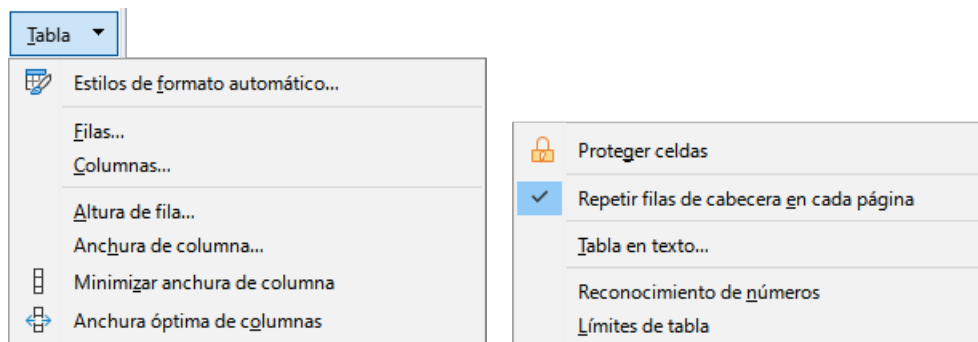 Tabla
Estilos de formato automático...
Filas...
Columnas...
Altura de fila...
Anchura de columna...
Minimizar anchura de columna
Anchura óptima de columnas
Proteger celdas
Repetir filas de cabecera en cada página
Tabla en texto...
Reconocimiento de números
Límites de tabla